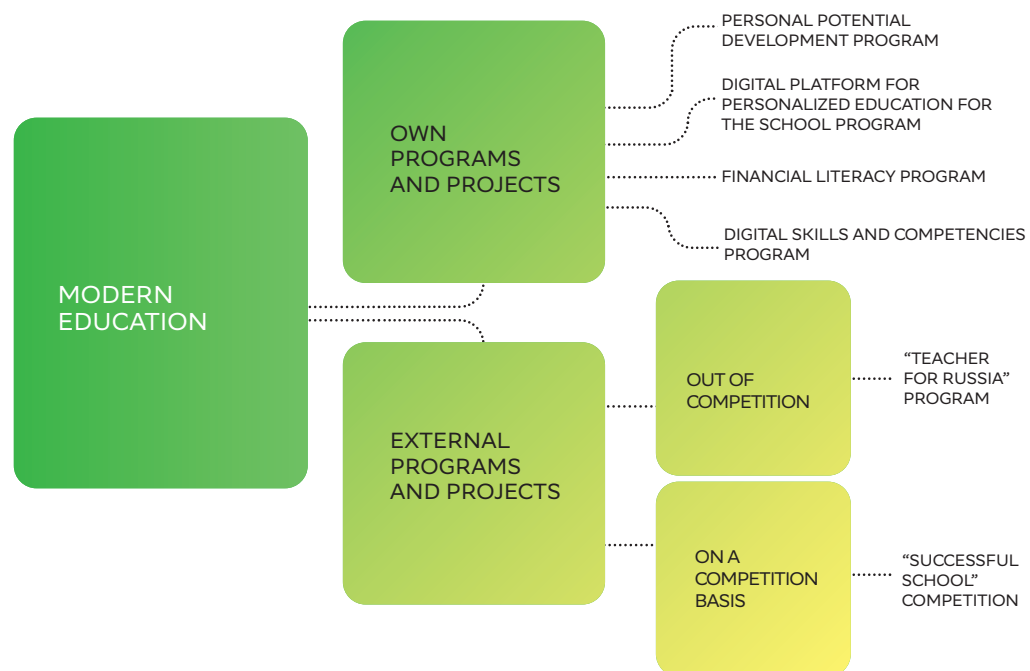 MODERN
EDUCATION
OWN
PROGRAMS
AND PROJECTS
PERSONAL POTENTIAL
DEVELOPMENT PROGRAM
DIGITAL PLATFORM FOR
PERSONALIZED EDUCATION FOR
THE SCHOOL PROGRAM
FINANCIAL LITERACY PROGRAM
DIGITAL SKILLS AND COMPETENCIES
PROGRAM
EXTERNAL
PROGRAMS
AND PROJECTS
OUT OF
COMPETITION
“TEACHER
FOR RUSSIA”
PROGRAM
ON A
COMPETITION
BASIS
“SUCCESSFUL
SCHOOL”
COMPETITION